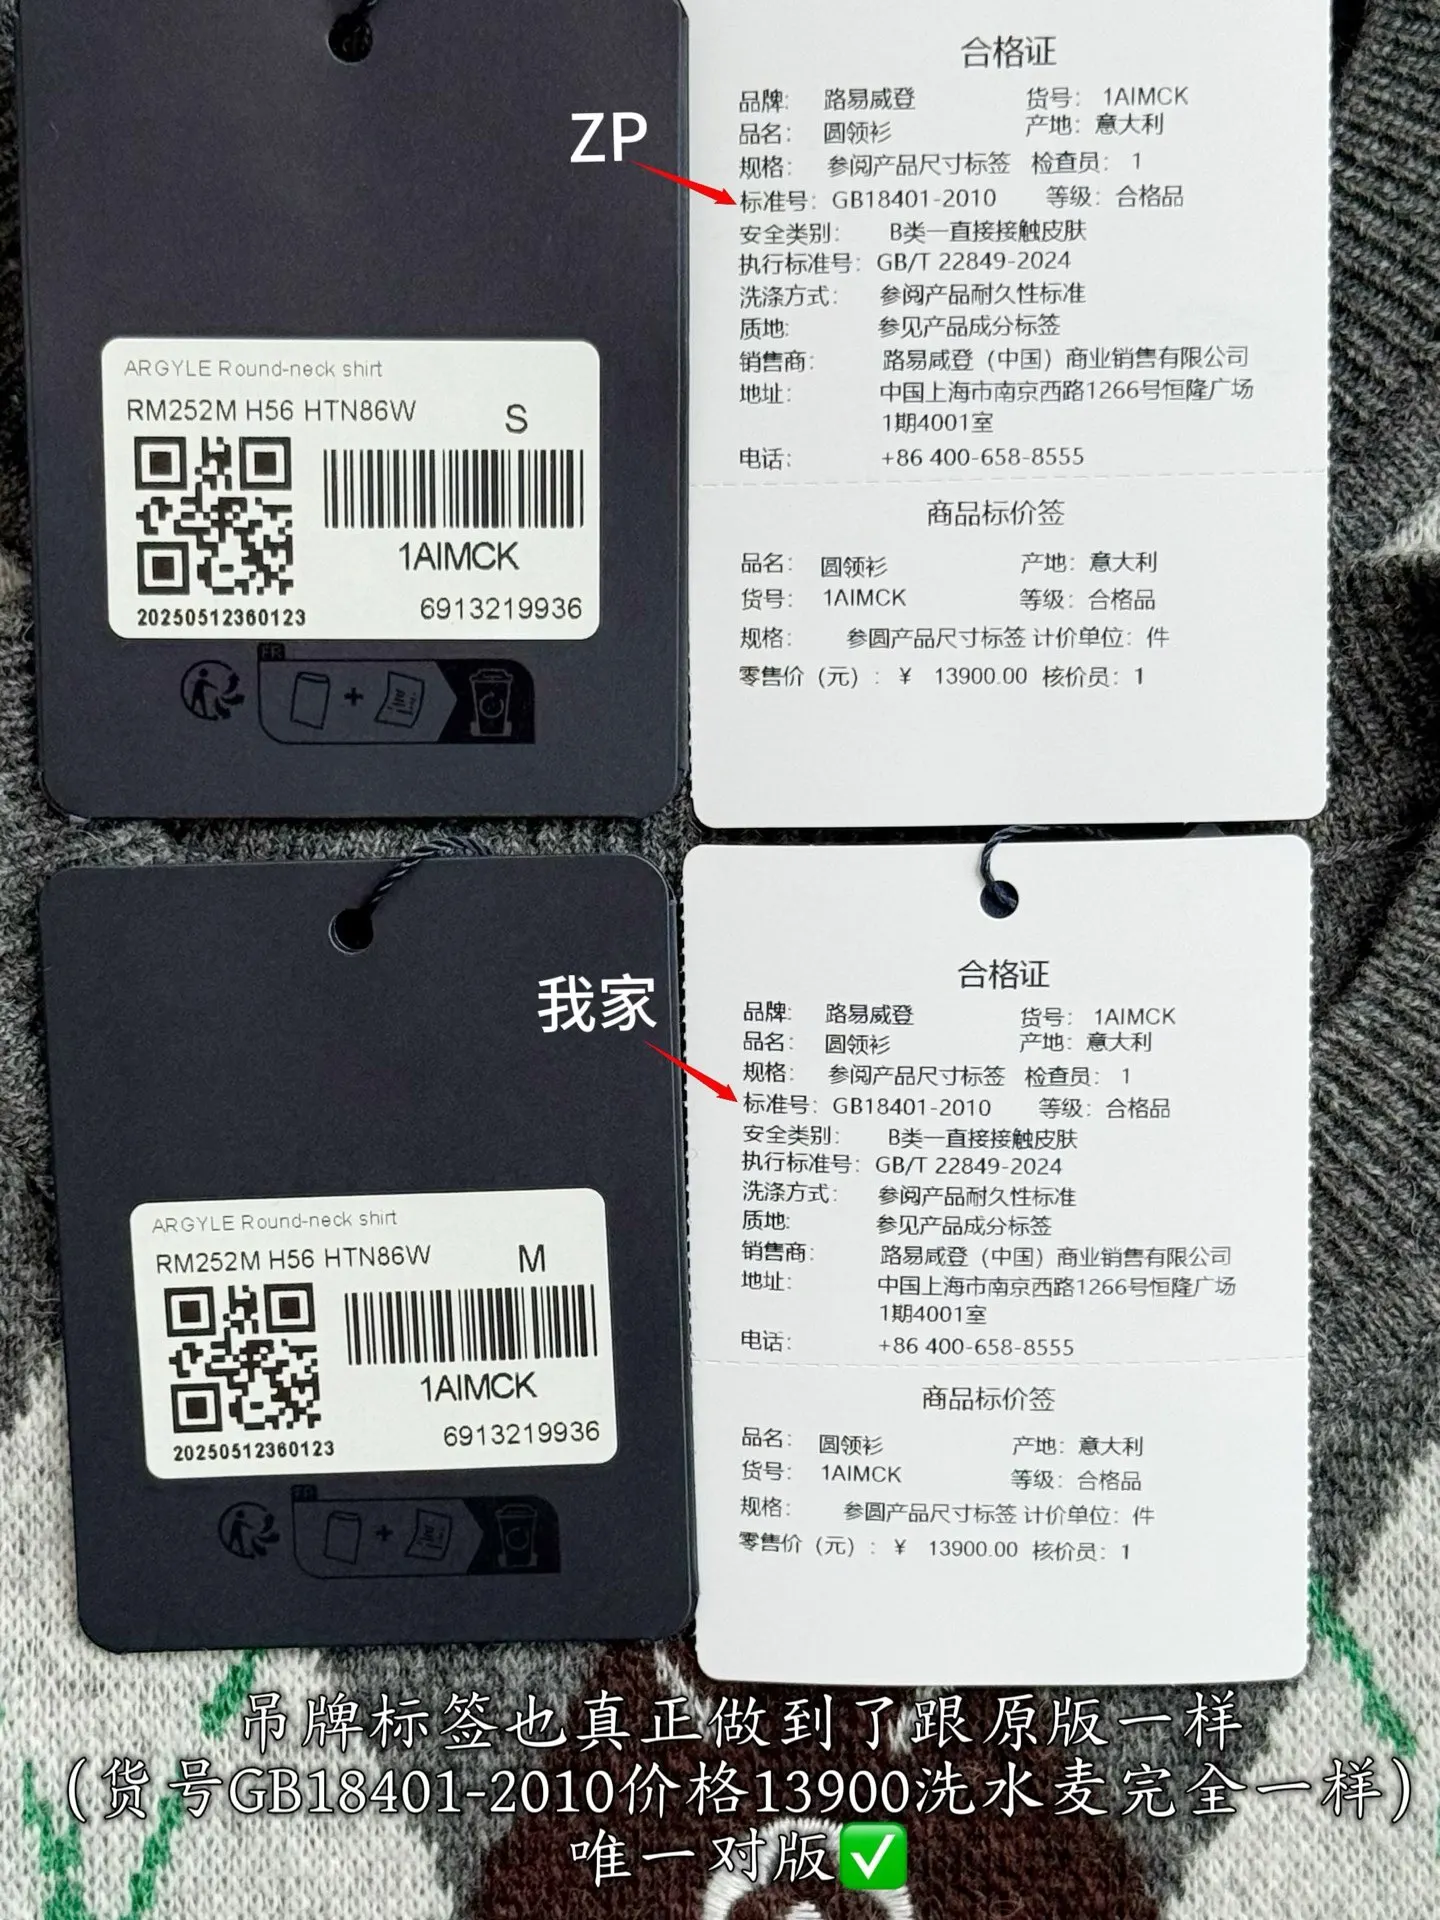 合格证
品牌: 路易威登 货号: 1AIMCK
品名: 圆领衫 产地: 意大利
规格: 参阅产品尺寸标签 检查员: 1
标准号: GB18401-2010 等级: 合格品
安全类别: B类一直接接触皮肤
执行标准号: GB/T 22849-2024
洗涤方式: 参阅产品耐久性标准
质地: 参见产品成分标签
销售商: 路易威登（中国）商业销售有限公司
地址: 中国上海市南京西路1266号恒隆广场
1期4001室
电话: +86 400-658-8555
商品标价签
品名: 圆领衫 产地: 意大利
货号: 1AIMCK 等级: 合格品
规格: 参圆产品尺寸标签 计价单位: 件
零售价（元）: ¥ 13900.00 核价员: 1
ZP
ARGYLE Round-neck shirt
RM252M H56 HTN86W S
1AIMCK
20250512360123 6913219936
FR
我家
ARGYLE Round-neck shirt
RM252M H56 HTN86W M
1AIMCK
20250512360123 6913219936
FR
合格证
品牌: 路易威登 货号: 1AIMCK
品名: 圆领衫 产地: 意大利
规格: 参阅产品尺寸标签 检查员: 1
标准号: GB18401-2010 等级: 合格品
安全类别: B类一直接接触皮肤
执行标准号: GB/T 22849-2024
洗涤方式: 参阅产品耐久性标准
质地: 参见产品成分标签
销售商: 路易威登（中国）商业销售有限公司
地址: 中国上海市南京西路1266号恒隆广场
1期4001室
电话: +86 400-658-8555
商品标价签
品名: 圆领衫 产地: 意大利
货号: 1AIMCK 等级: 合格品
规格: 参圆产品尺寸标签 计价单位: 件
零售价（元）: ¥ 13900.00 核价员: 1
吊牌标签也真正做到了跟原版一样
(货号GB18401-2010价格13900洗水麦完全一样)
唯一对版✅